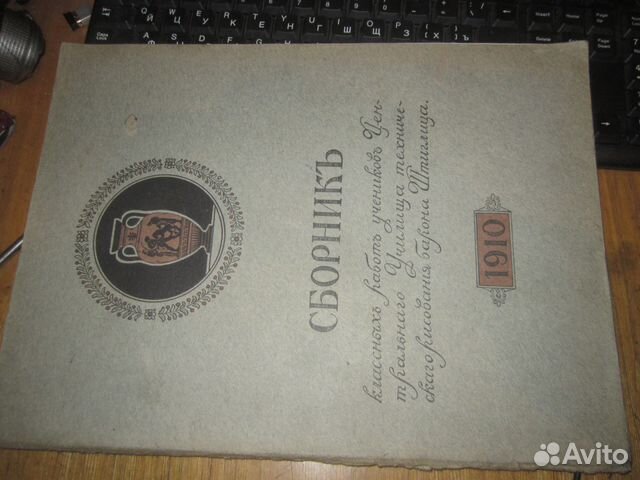 СБОРНИКЪ
классныхъ работъ учениковъ Цен-
тральнаго Училища техниче-
скаго рисованія барона Штиглица.
1910
Avito